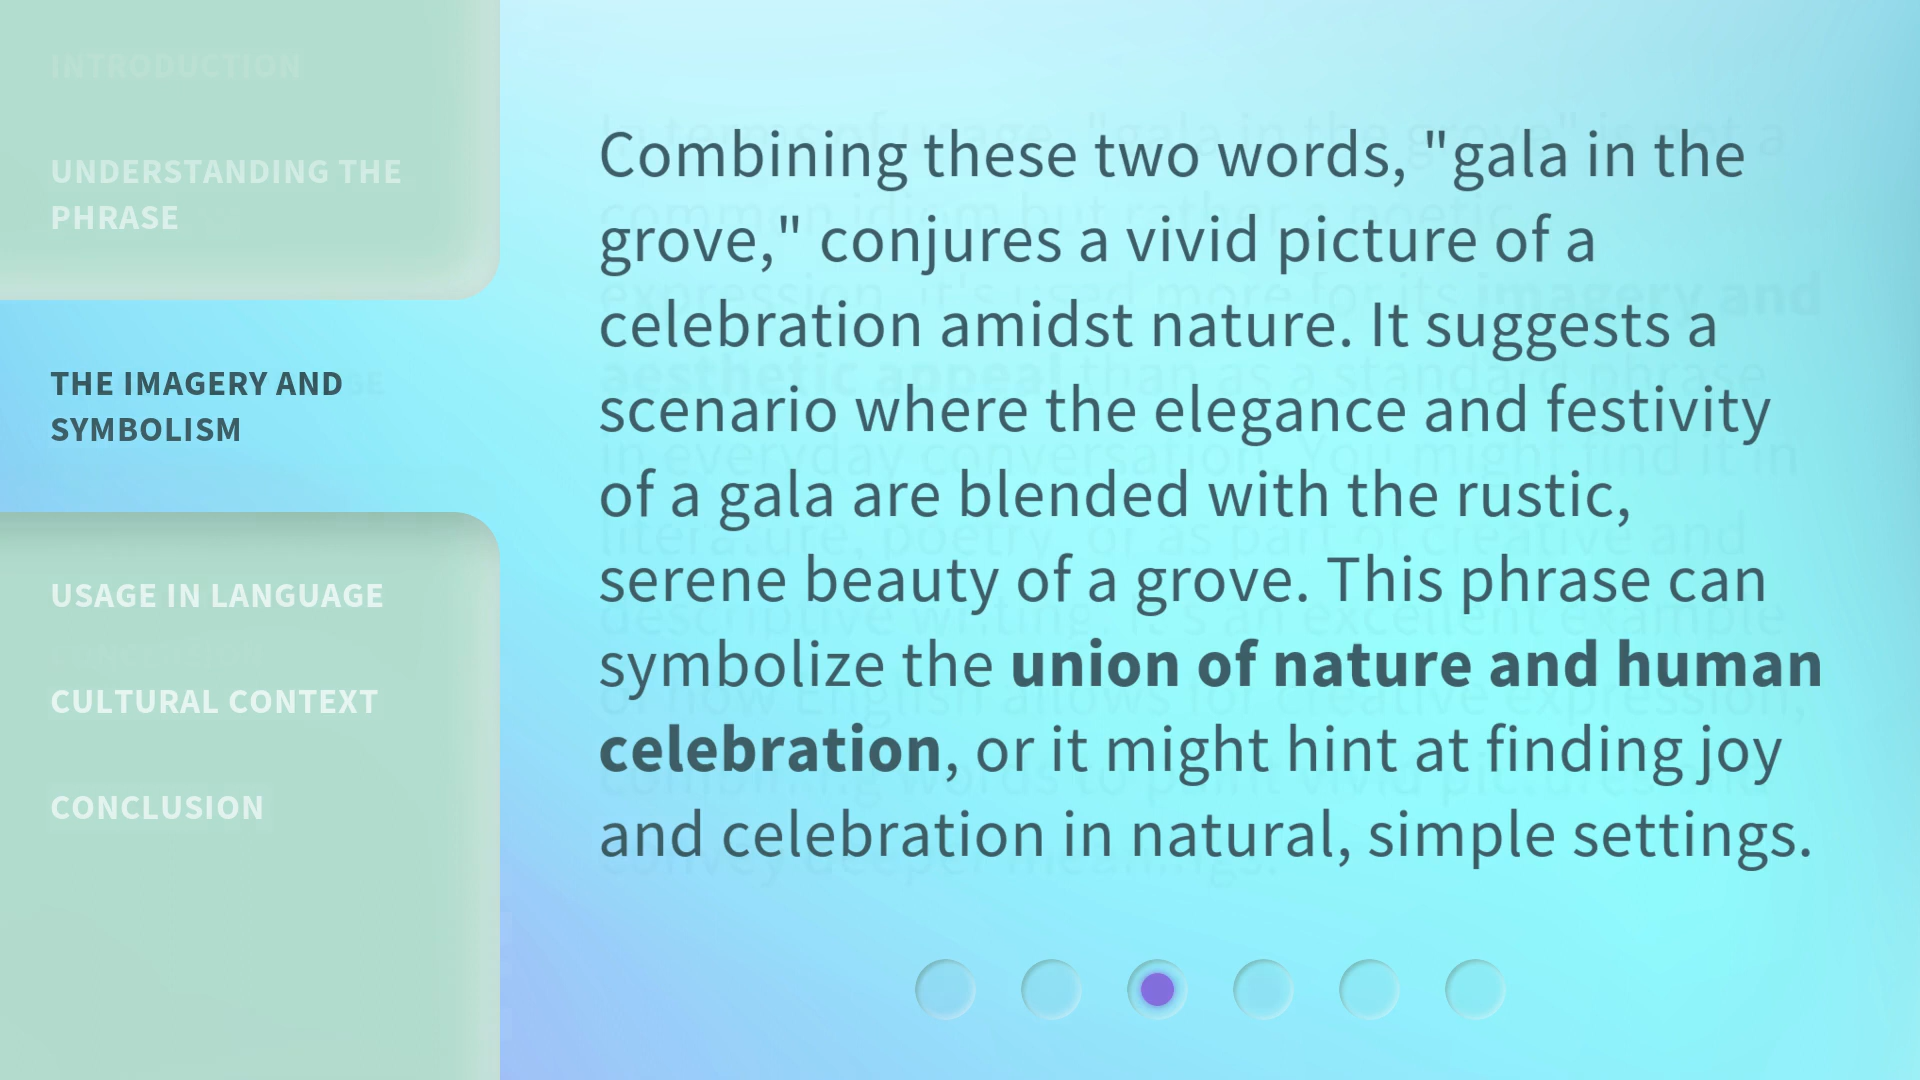 INTRODUCTION
UNDERSTANDING THE
PHRASE
THE IMAGERY AND
SYMBOLISM
USAGE IN LANGUAGE
CULTURAL CONTEXT
CONCLUSION
Combining these two words, "gala in the
grove," conjures a vivid picture of a
celebration amidst nature. It suggests a
scenario where the elegance and festivity
of a gala are blended with the rustic,
serene beauty of a grove. This phrase can
symbolize the union of nature and human
celebration, or it might hint at finding joy
and celebration in natural, simple settings.